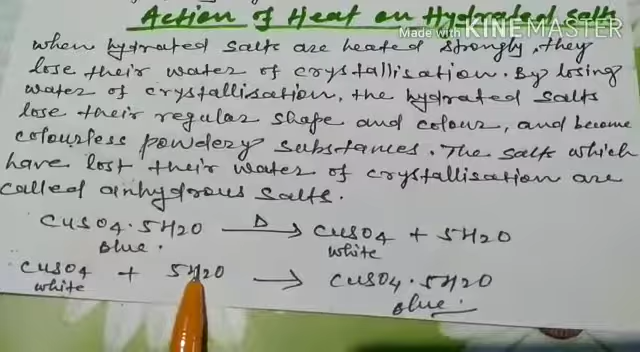 Action of Heat on Hydrated Salts
Made with KINEMASTER
when hydrated salts are heated strongly, they
lose their water of crystallisation. By losing
water of crystallisation, the hydrated salts
lose their regular shape and colour, and become
colourless powdery substances. The salts which
have lost their water of crystallisation are
called anhydrous salts.
CuSO4.5H2O —Δ→ CuSO4 + 5H2O
Blue. white
CuSO4 + 5H2O → CuSO4.5H2O
white Blue.